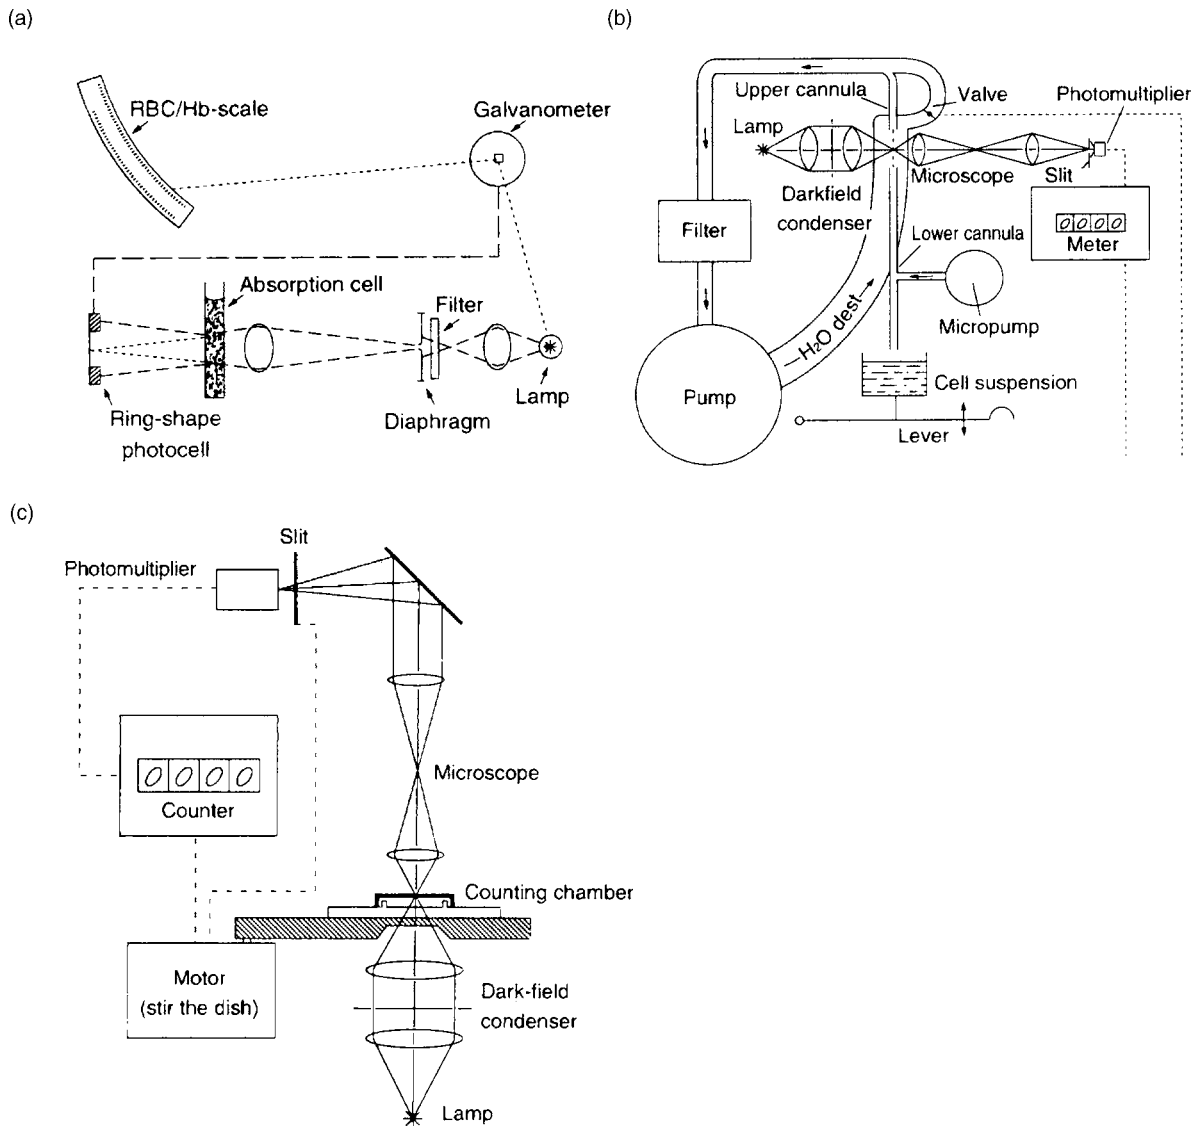 (a)
RBC/Hb-scale
Galvanometer
Absorption cell
Filter
Lamp
Diaphragm
Ring-shape
photocell
(b)
Upper cannula
Valve
Photomultiplier
Lamp
Microscope
Slit
Darkfield
condenser
Filter
Lower cannula
0000
Meter
H₂O dest
Micropump
Pump
Cell suspension
Lever
(c)
Slit
Photomultiplier
Microscope
0000
Counter
Counting chamber
Motor
(stir the dish)
Dark-field
condenser
Lamp